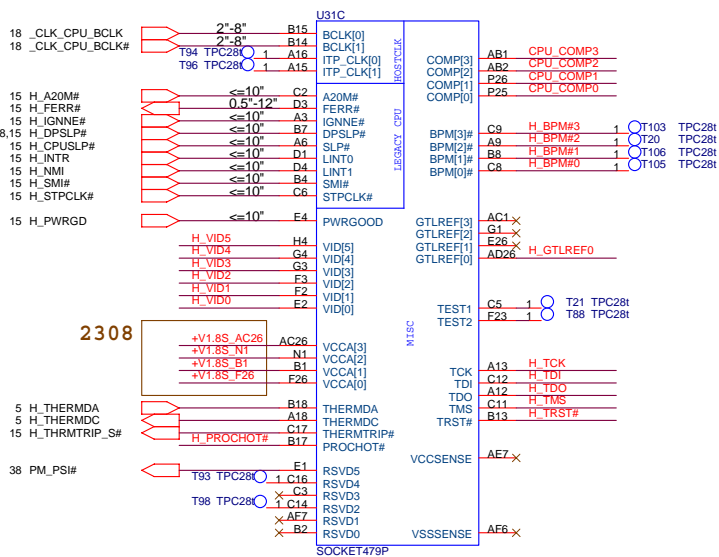 U31C
18 _CLK_CPU_BCLK 2"-8" B15 BCLK[0]
18 _CLK_CPU_BCLK# 2"-8" B14 BCLK[1]
T94 TPC28t 1 A16 ITP_CLK[0]
T96 TPC28t 1 A15 ITP_CLK[1]
HOSTCLK
15 H_A20M# <=10" C2 A20M#
15 H_FERR# 0.5"-12" D3 FERR#
15 H_IGNNE# <=10" A3 IGNNE#
8,15 H_DPSLP# <=10" B7 DPSLP#
15 H_CPUSLP# <=10" A6 SLP#
15 H_INTR <=10" D1 LINT0
15 H_NMI <=10" D4 LINT1
15 H_SMI# <=10" B4 SMI#
15 H_STPCLK# <=10" C6 STPCLK#
LEGACY CPU
15 H_PWRGD <=10" E4 PWRGOOD
H_VID5 H4 VID[5]
H_VID4 G4 VID[4]
H_VID3 G3 VID[3]
H_VID2 F3 VID[2]
H_VID1 F2 VID[1]
H_VID0 E2 VID[0]
2308
+V1.8S_AC26 AC26 VCCA[3]
+V1.8S_N1 N1 VCCA[2]
+V1.8S_B1 B1 VCCA[1]
+V1.8S_F26 F26 VCCA[0]
5 H_THERMDA B18 THERMDA
5 H_THERMDC A18 THERMDC
15 H_THRMTRIP_S# C17 THERMTRIP#
H_PROCHOT# B17 PROCHOT#
38 PM_PSI# E1 RSVD5
T93 TPC28t 1 C16 RSVD4
C3 RSVD3
T98 TPC28t 1 C14 RSVD2
AF7 RSVD1
B2 RSVD0
COMP[3] AB1 CPU_COMP3
COMP[2] AB2 CPU_COMP2
COMP[1] P26 CPU_COMP1
COMP[0] P25 CPU_COMP0
BPM[3]# C9 H_BPM#3 1 T103 TPC28t
BPM[2]# A9 H_BPM#2 1 T20 TPC28t
BPM[1]# B8 H_BPM#1 1 T106 TPC28t
BPM[0]# C8 H_BPM#0 1 T105 TPC28t
GTLREF[3] AC1
GTLREF[2] G1
GTLREF[1] E26
GTLREF[0] AD26 H_GTLREF0
TEST1 C5 1 T21 TPC28t
TEST2 F23 1 T88 TPC28t
MISC
TCK A13 H_TCK
TDI C12 H_TDI
TDO A12 H_TDO
TMS C11 H_TMS
TRST# B13 H_TRST#
VCCSENSE AE7
VSSSENSE AF6
SOCKET479P